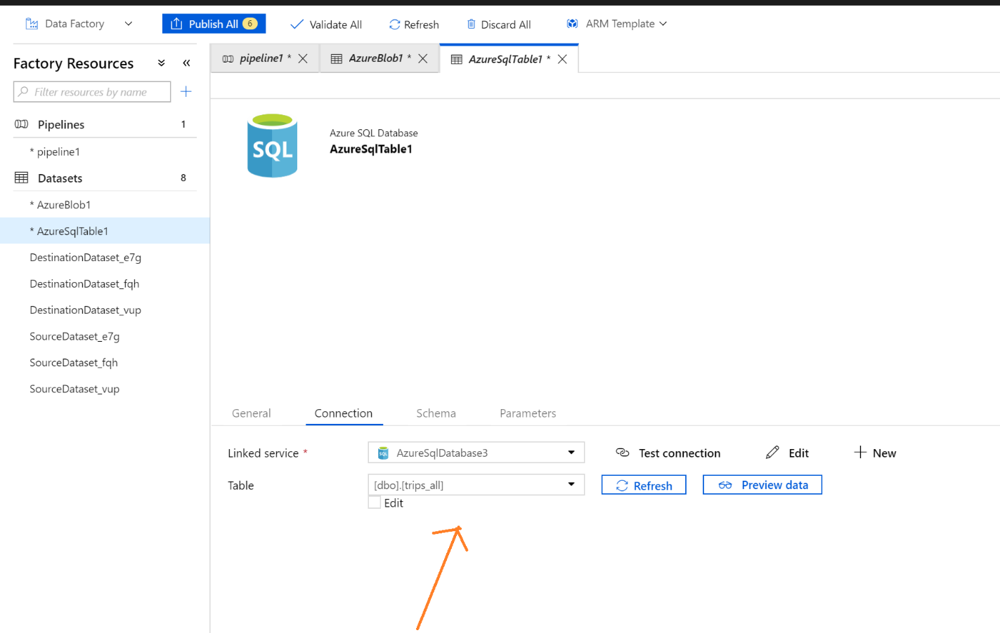 Data Factory Publish All 6 Validate All Refresh Discard All ARM Template
Factory Resources
pipeline1 * AzureBlob1 * AzureSqlTable1 *
Filter resources by name
Pipelines 1
* pipeline1
Datasets 8
* AzureBlob1
* AzureSqlTable1
DestinationDataset_e7g
DestinationDataset_fqh
DestinationDataset_vup
SourceDataset_e7g
SourceDataset_fqh
SourceDataset_vup
SQL
Azure SQL Database
AzureSqlTable1
General Connection Schema Parameters
Linked service * SQL AzureSqlDatabase3 Test connection Edit New
Table [dbo].[trips_all] Refresh Preview data
Edit